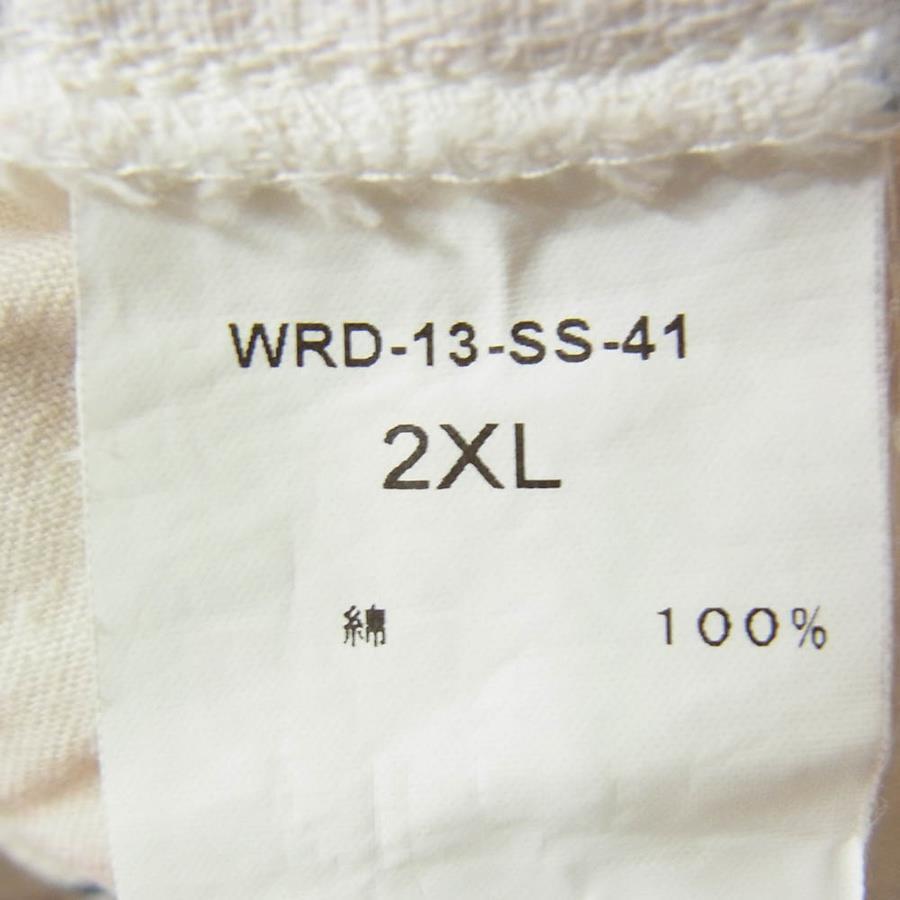 WRD-13-SS-41
2XL
綿 100%